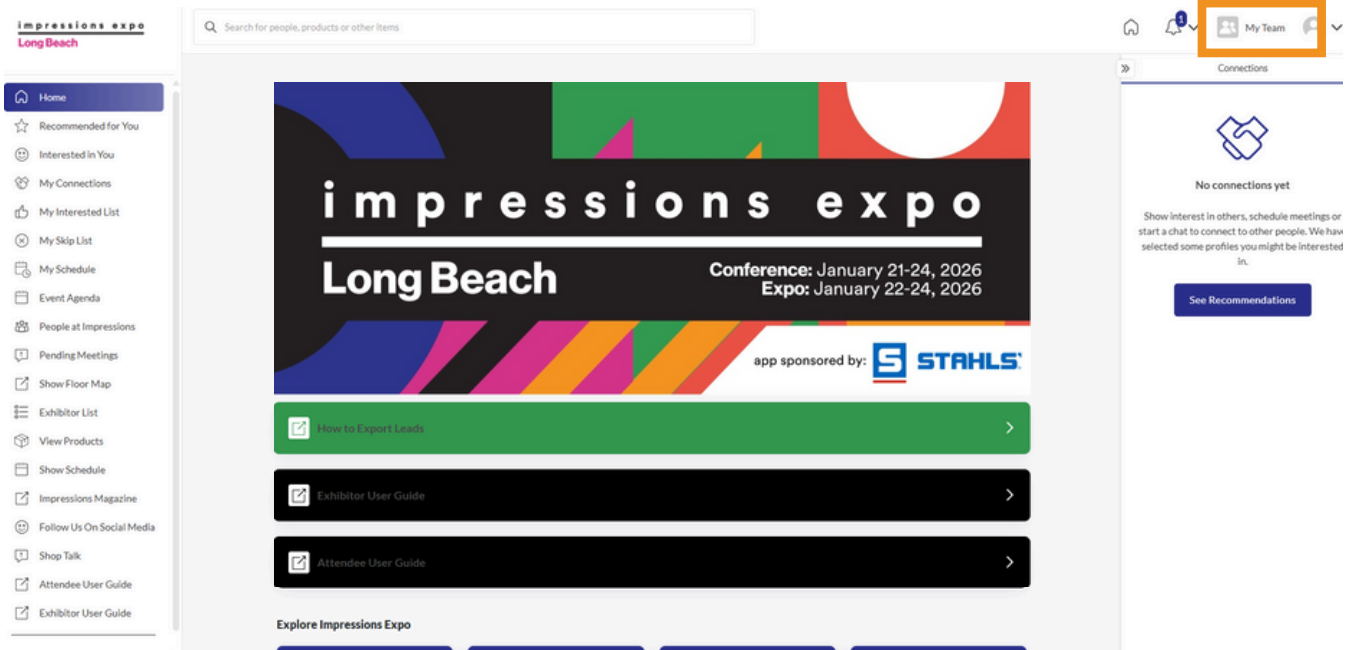 impressions expo
Long Beach
Search for people, products or other items
1
My Team
Home
Recommended for You
Interested in You
My Connections
My Interested List
My Skip List
My Schedule
Event Agenda
People at Impressions
Pending Meetings
Show Floor Map
Exhibitor List
View Products
Show Schedule
Impressions Magazine
Follow Us On Social Media
Shop Talk
Attendee User Guide
Exhibitor User Guide
impressions expo
Long Beach
Conference: January 21-24, 2026
Expo: January 22-24, 2026
app sponsored by: S STAHLS'
How to Export Leads
Exhibitor User Guide
Attendee User Guide
Explore Impressions Expo
Connections
No connections yet
Show interest in others, schedule meetings or
start a chat to connect to other people. We have
selected some profiles you might be interested
in.
See Recommendations